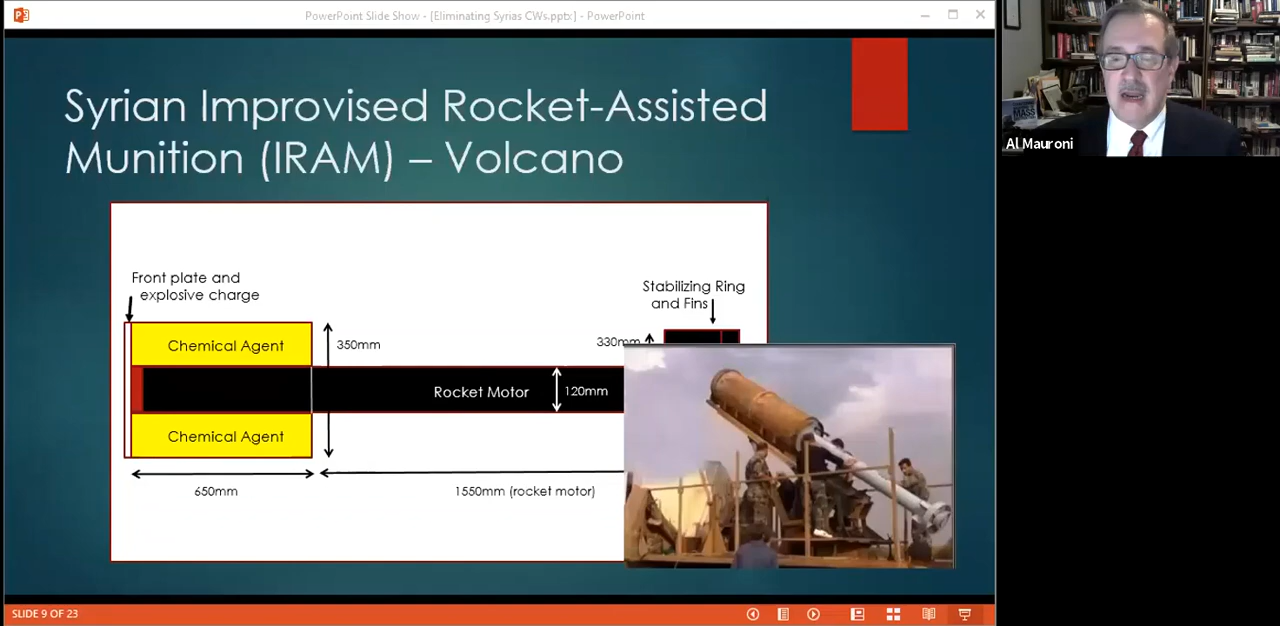 PowerPoint Slide Show - [Eliminating Syrias CWs.pptx] - PowerPoint
Syrian Improvised Rocket-Assisted
Munition (IRAM) – Volcano
Front plate and
explosive charge
Stabilizing Ring
and Fins
Chemical Agent
350mm
330mm
Rocket Motor
120mm
Chemical Agent
650mm
1550mm (rocket motor)
SLIDE 9 OF 23
Al Mauroni